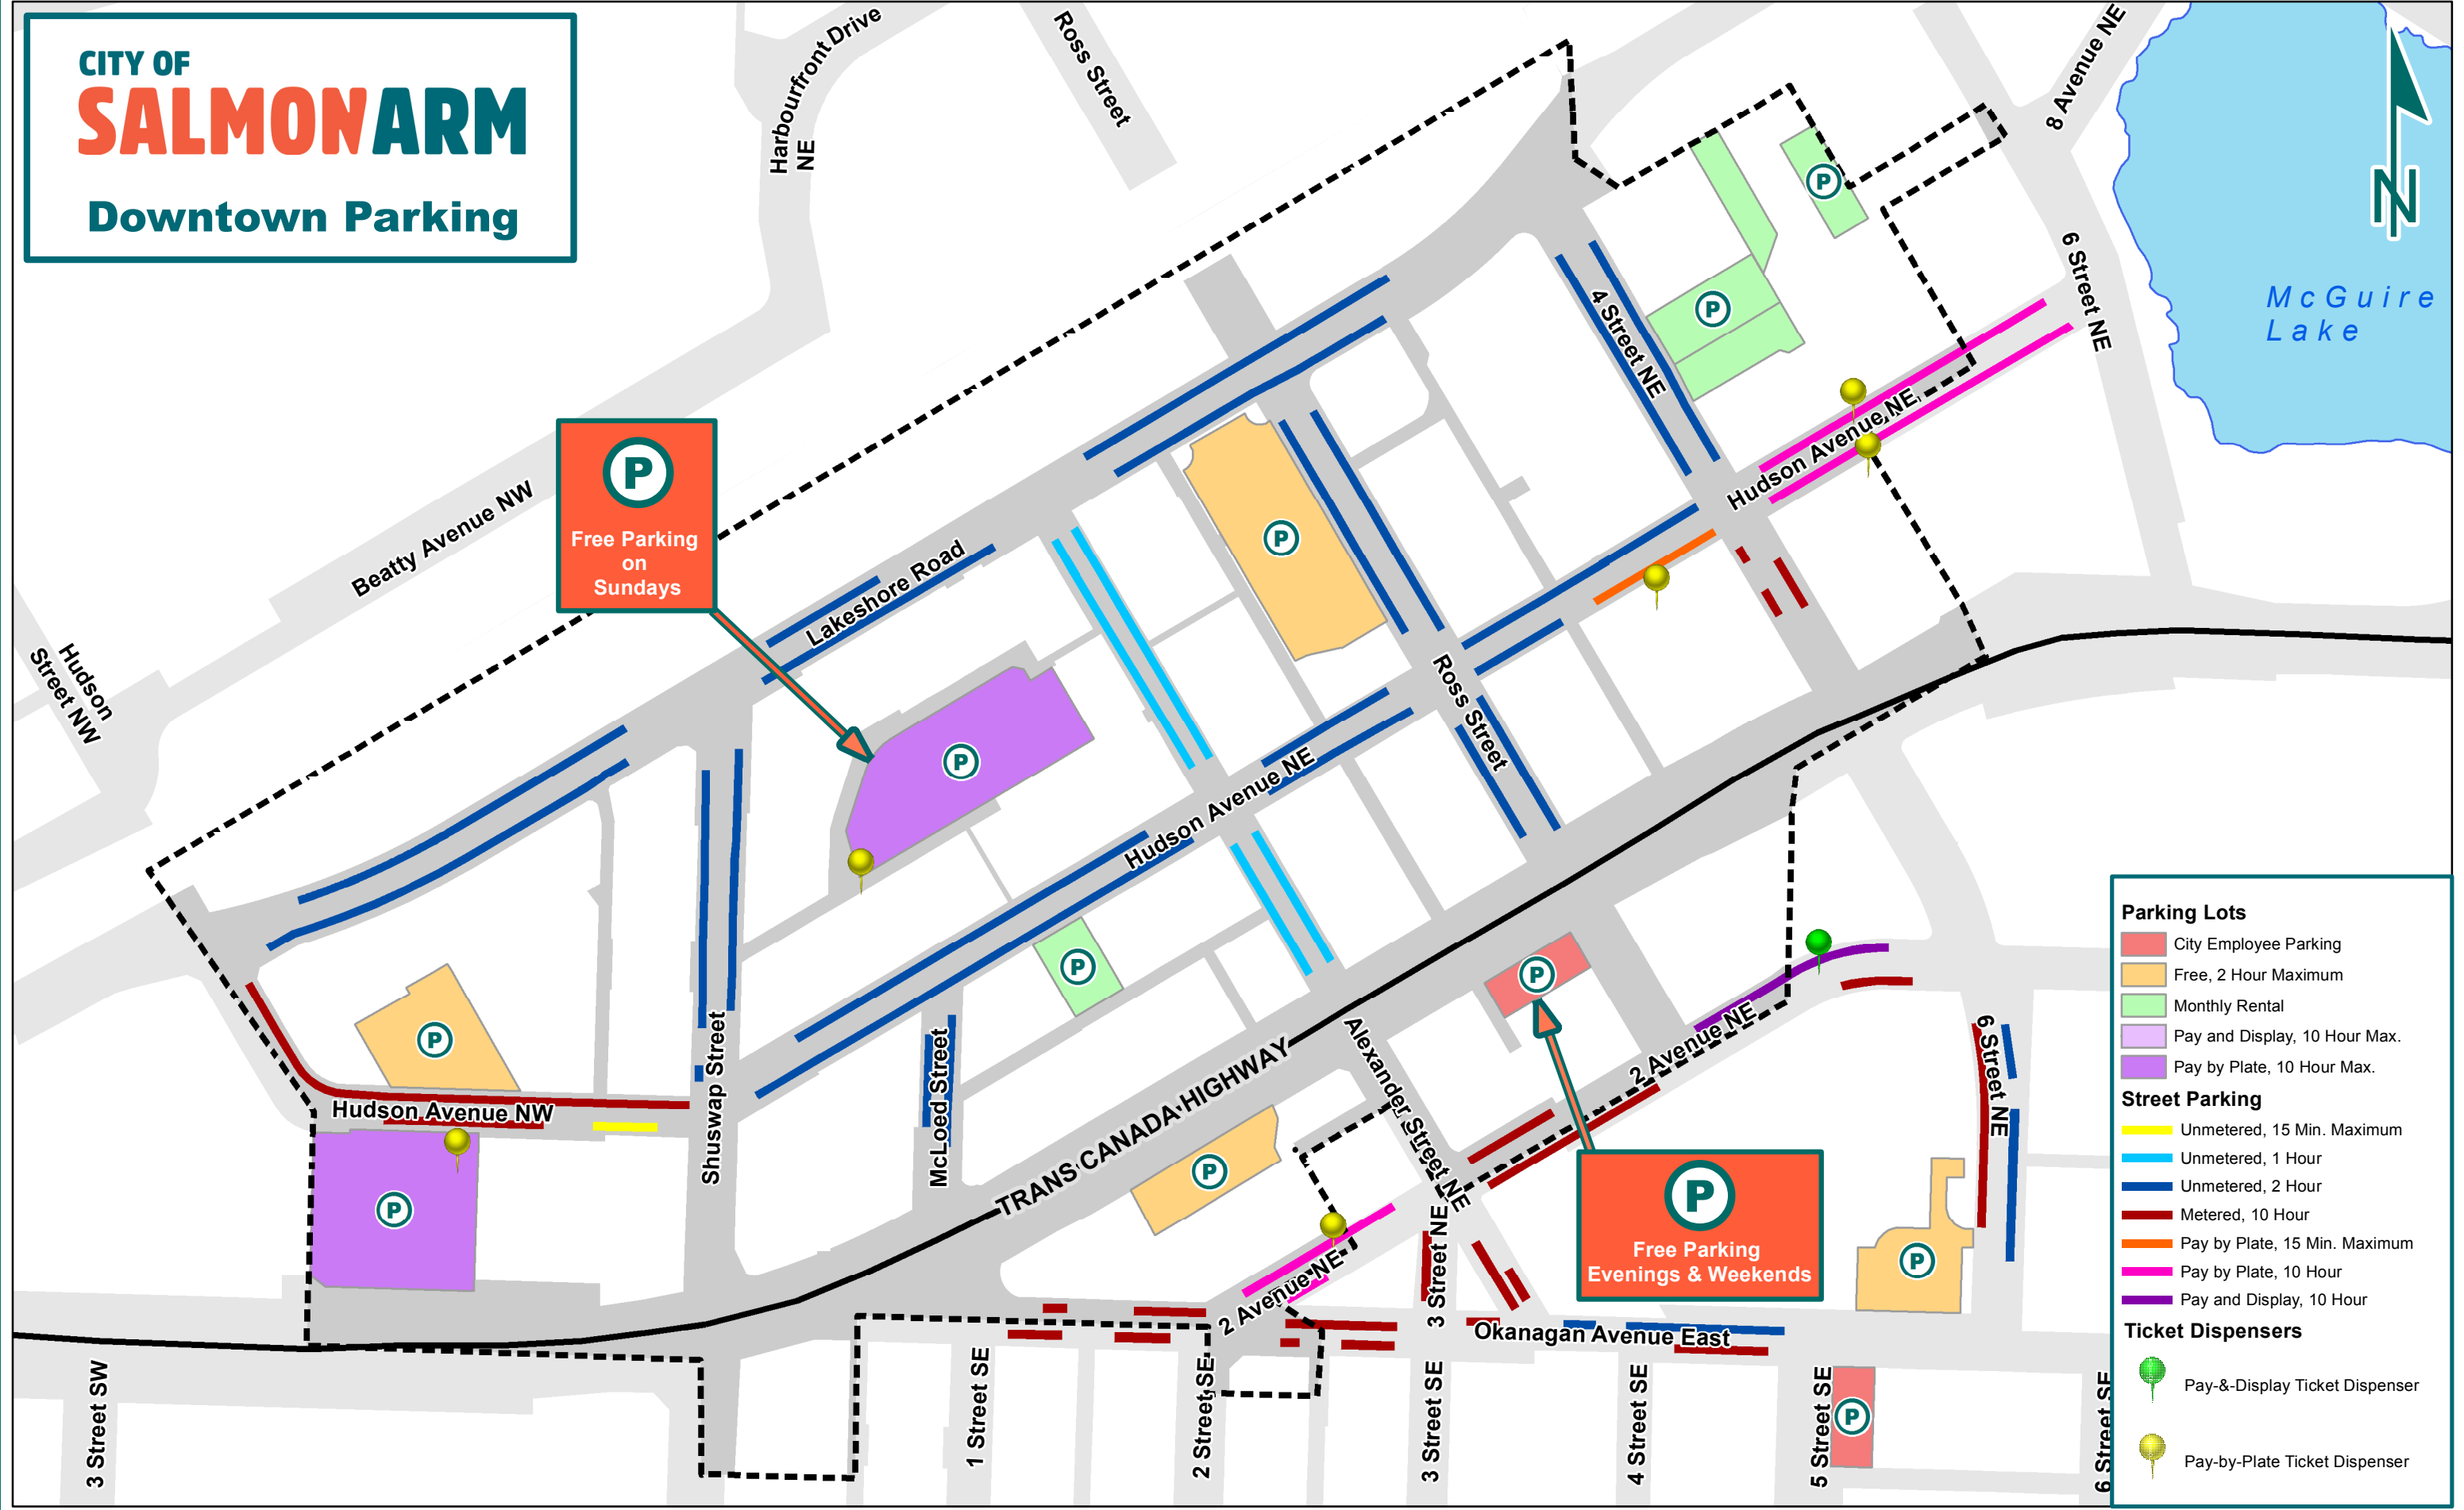 CITY OF
SALMONARM
Downtown Parking
Harbourfront Drive
NE
Ross Street
8 Avenue NE
N
6 Street NE
McGuire
Lake
4 Street NE
Hudson Avenue NE
P
P
P
Free Parking
on
Sundays
Beatty Avenue NW
Hudson
Street NW
Lakeshore Road
P
Ross Street
P
Hudson Avenue NE
P
P
Hudson Avenue NW
P
Shuswap Street
McLoed Street
TRANS CANADA HIGHWAY
Alexander Street NE
P
2 Avenue NE
6 Street NE
P
2 Avenue NE
3 Street NE
P
Free Parking
Evenings & Weekends
P
Okanagan Avenue East
3 Street SW
1 Street SE
2 Street SE
3 Street SE
4 Street SE
5 Street SE
P
6 Street SE
Parking Lots
City Employee Parking
Free, 2 Hour Maximum
Monthly Rental
Pay and Display, 10 Hour Max.
Pay by Plate, 10 Hour Max.
Street Parking
Unmetered, 15 Min. Maximum
Unmetered, 1 Hour
Unmetered, 2 Hour
Metered, 10 Hour
Pay by Plate, 15 Min. Maximum
Pay by Plate, 10 Hour
Pay and Display, 10 Hour
Ticket Dispensers
Pay-&-Display Ticket Dispenser
Pay-by-Plate Ticket Dispenser